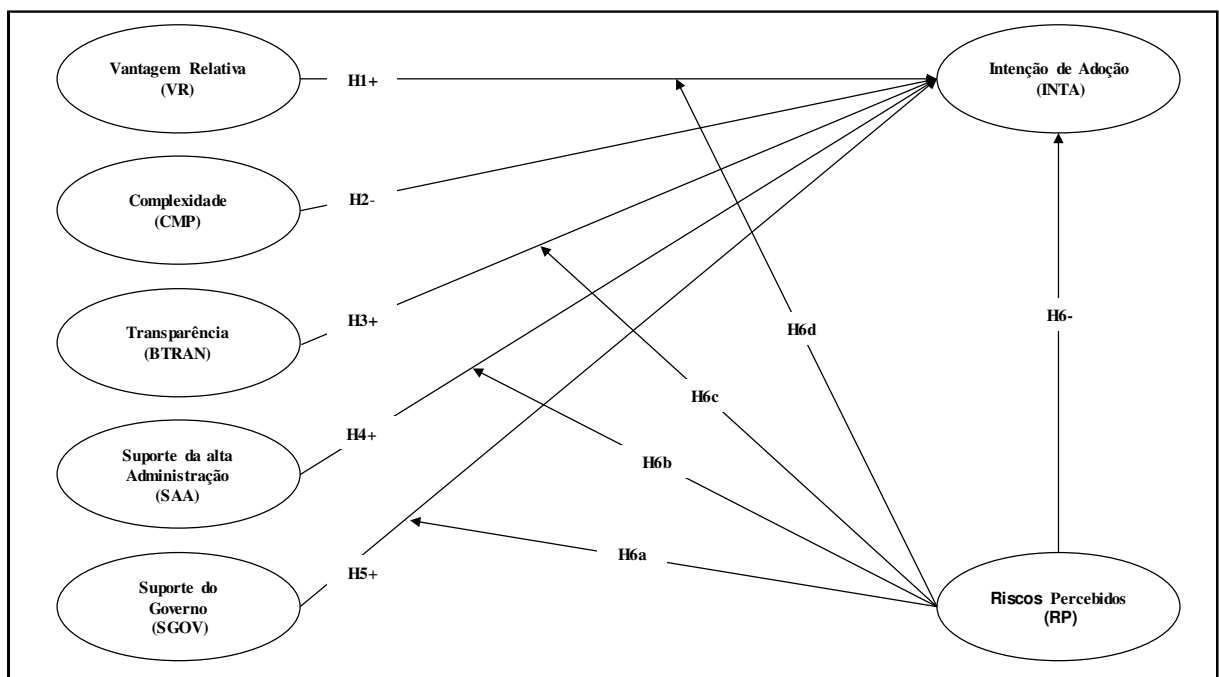 Vantagem Relativa
(VR)
H1+
Intenção de Adoção
(INTA)
Complexidade
(CMP)
H2-
Transparência
(BTRAN)
H3+
H6d
H6-
H6c
Suporte da alta
Administração
(SAA)
H4+
H6b
H6a
Suporte do
Governo
(SGOV)
H5+
Riscos Percebidos
(RP)